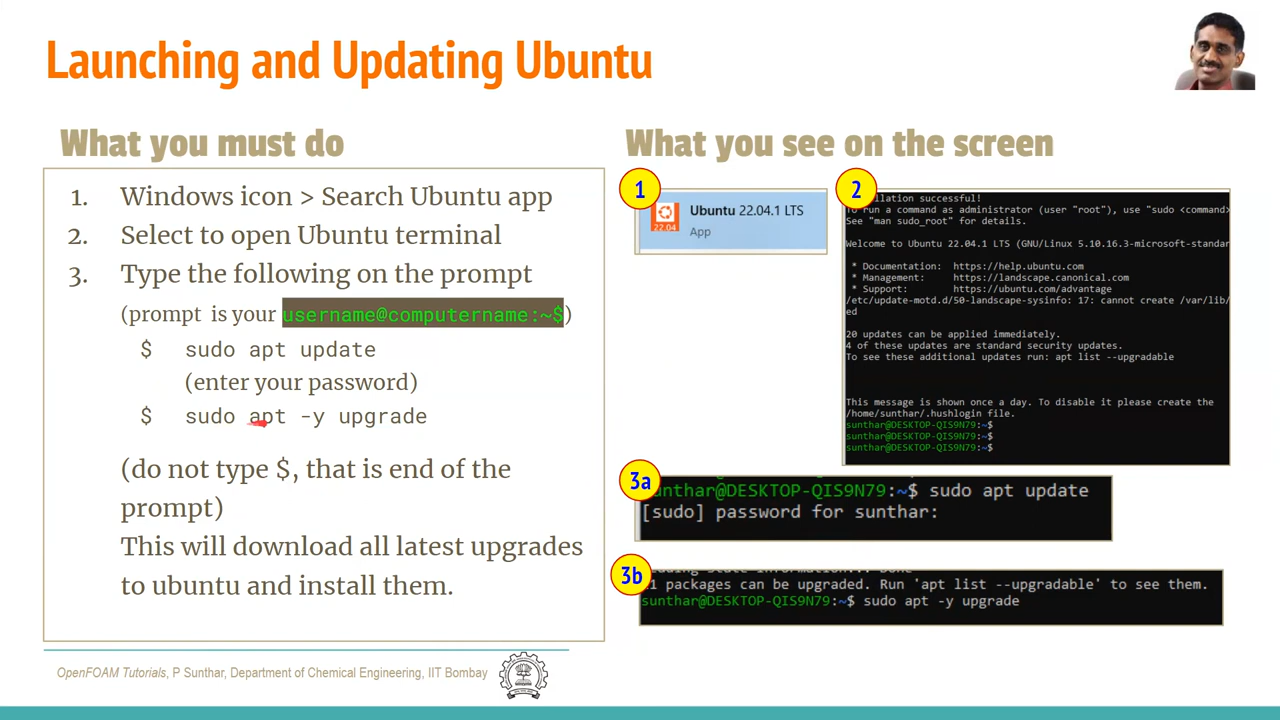 Launching and Updating Ubuntu
What you must do
1. Windows icon > Search Ubuntu app
2. Select to open Ubuntu terminal
3. Type the following on the prompt
(prompt is your username@computername:~$)
$ sudo apt update
(enter your password)
$ sudo apt -y upgrade
(do not type $, that is end of the
prompt)
This will download all latest upgrades
to ubuntu and install them.
What you see on the screen
1
Ubuntu 22.04.1 LTS
22.04
App
2
llation successful!
To run a command as administrator (user "root"), use "sudo <command>
See "man sudo_root" for details.
Welcome to Ubuntu 22.04.1 LTS (GNU/Linux 5.10.16.3-microsoft-standar
* Documentation: https://help.ubuntu.com
* Management: https://landscape.canonical.com
* Support: https://ubuntu.com/advantage
/etc/update-motd.d/50-landscape-sysinfo: 17: cannot create /var/lib/
ed
20 updates can be applied immediately.
4 of these updates are standard security updates.
To see these additional updates run: apt list --upgradable
This message is shown once a day. To disable it please create the
/home/sunthar/.hushlogin file.
sunthar@DESKTOP-QIS9N79:~$
sunthar@DESKTOP-QIS9N79:~$
sunthar@DESKTOP-QIS9N79:~$
3a
sunthar@DESKTOP-QIS9N79:~$ sudo apt update
[sudo] password for sunthar:
3b
1 packages can be upgraded. Run 'apt list --upgradable' to see them.
sunthar@DESKTOP-QIS9N79:~$ sudo apt -y upgrade
OpenFOAM Tutorials, P Sunthar, Department of Chemical Engineering, IIT Bombay